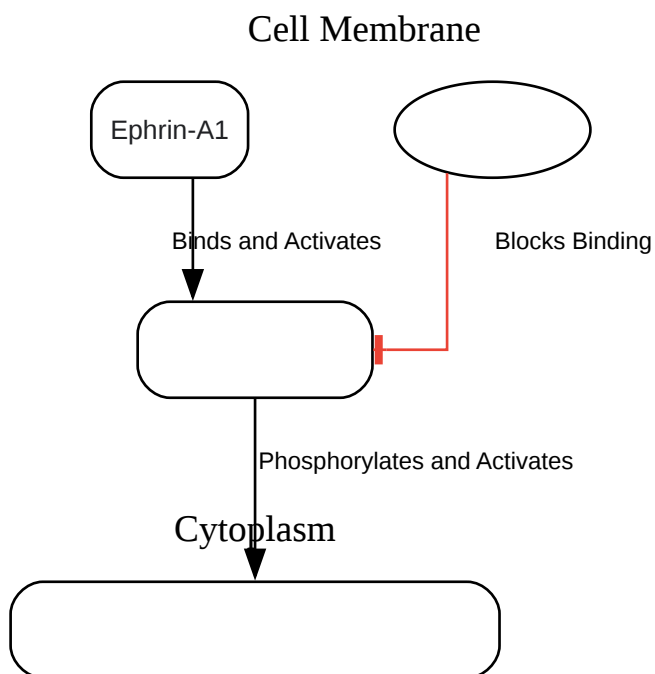 Cell Membrane
Ephrin-A1
Binds and Activates
Blocks Binding
Phosphorylates and Activates
Cytoplasm